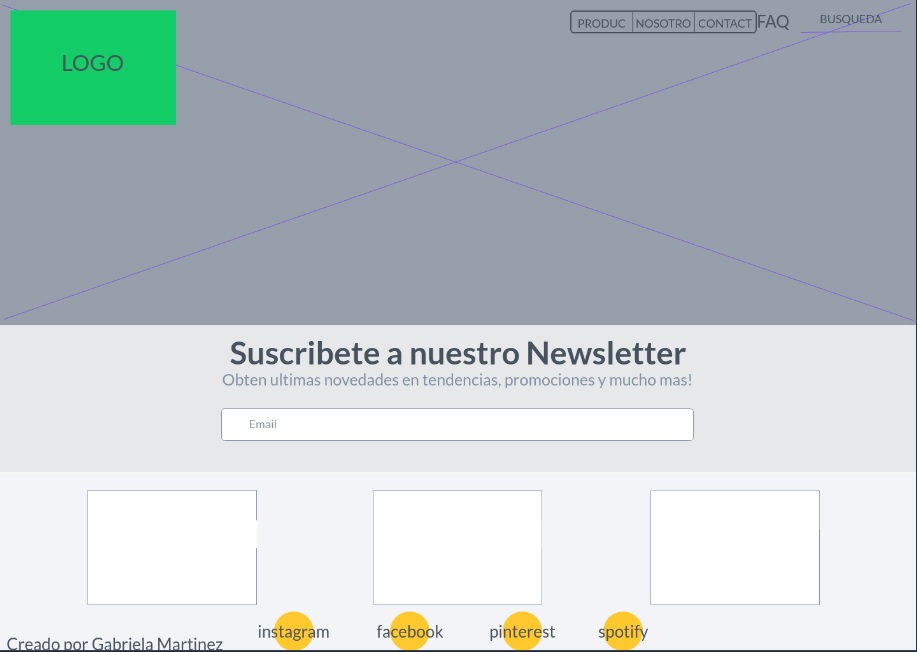 LOGO
PRODUC NOSOTRO CONTACT FAQ BUSQUEDA
Suscribete a nuestro Newsletter
Obten ultimas novedades en tendencias, promociones y mucho mas!
Email
instagram facebook pinterest spotify
Creado por Gabriela Martinez